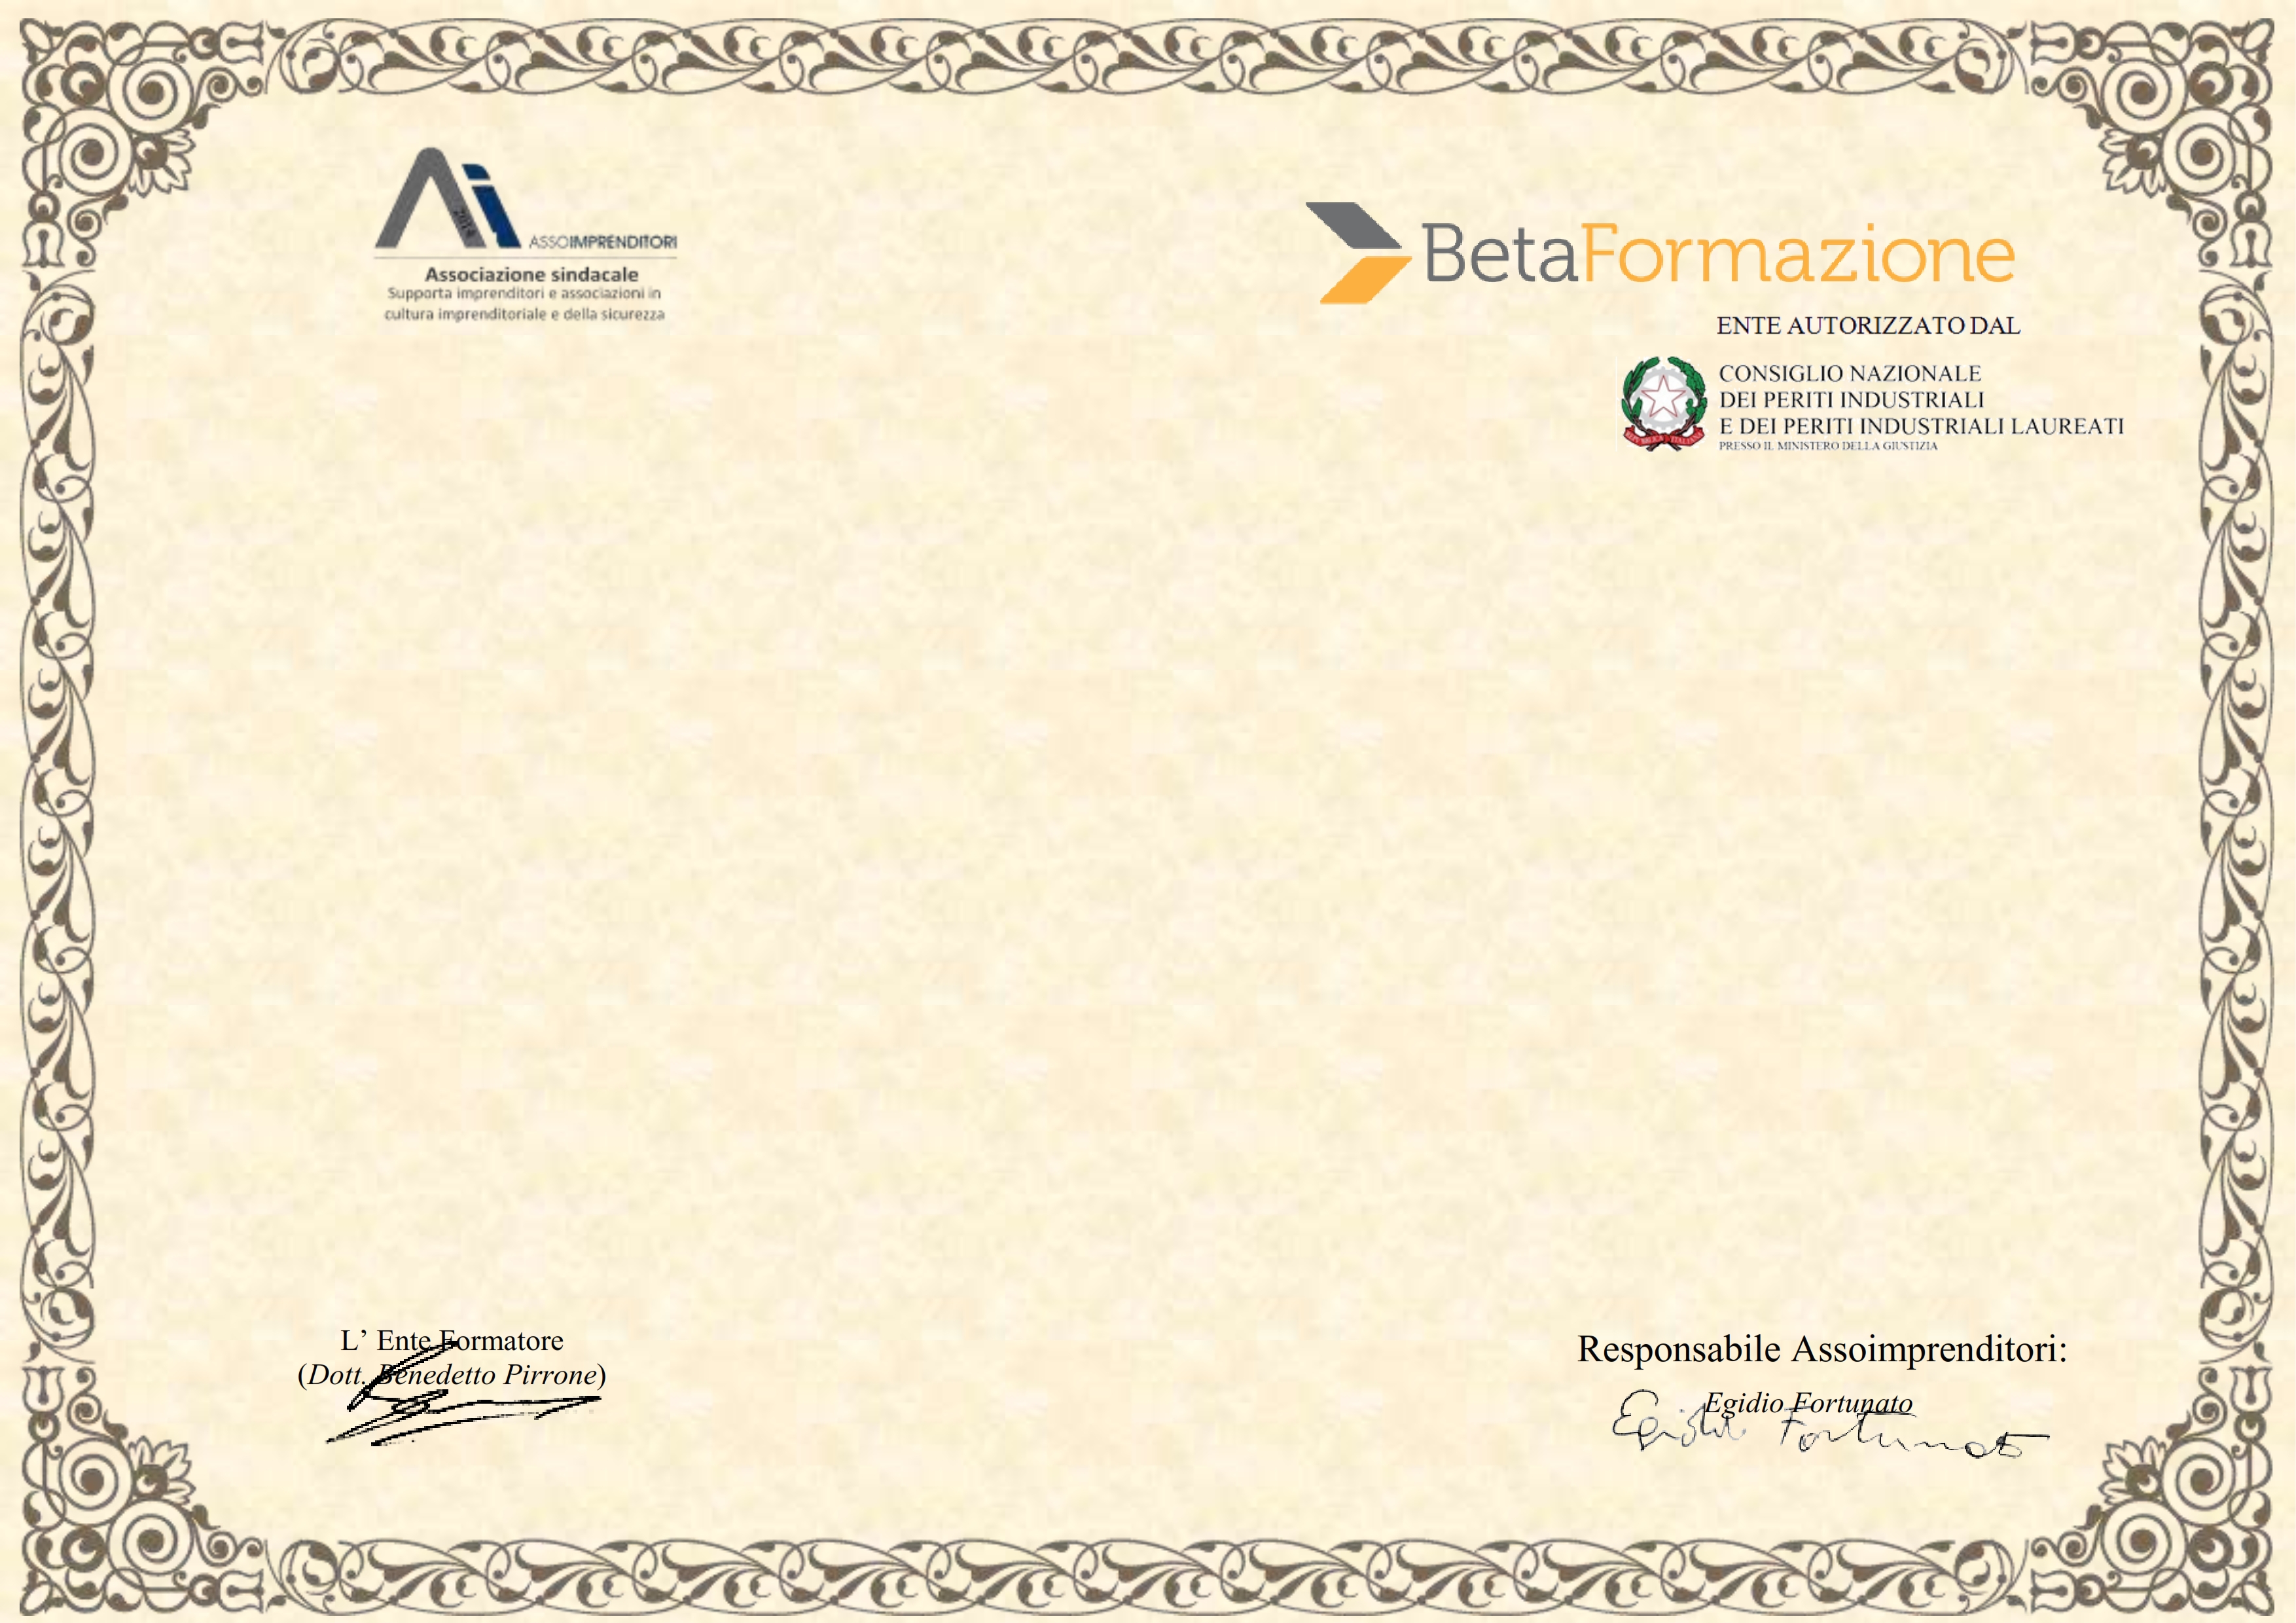 2014
ASSOIMPRENDITORI
Associazione sindacale
Supporta imprenditori e associazioni in
cultura imprenditoriale e della sicurezza
BetaFormazione
ENTE AUTORIZZATO DAL
CONSIGLIO NAZIONALE
DEI PERITI INDUSTRIALI
E DEI PERITI INDUSTRIALI LAUREATI
PRESSO IL MINISTERO DELLA GIUSTIZIA
REPVBBLICA ITALIANA
L’ Ente Formatore
(Dott. Benedetto Pirrone)
Responsabile Assoimprenditori:
Egidio Fortunato
Egidio Fortunato